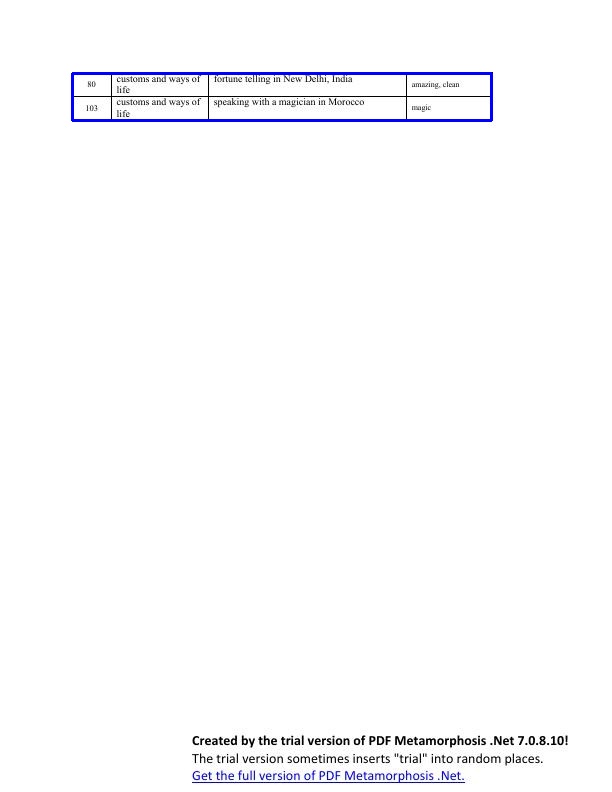 80 customs and ways of life fortune telling in New Delhi, India amazing, clean
103 customs and ways of life speaking with a magician in Morocco magic
Created by the trial version of PDF Metamorphosis .Net 7.0.8.10!
The trial version sometimes inserts "trial" into random places.
Get the full version of PDF Metamorphosis .Net.